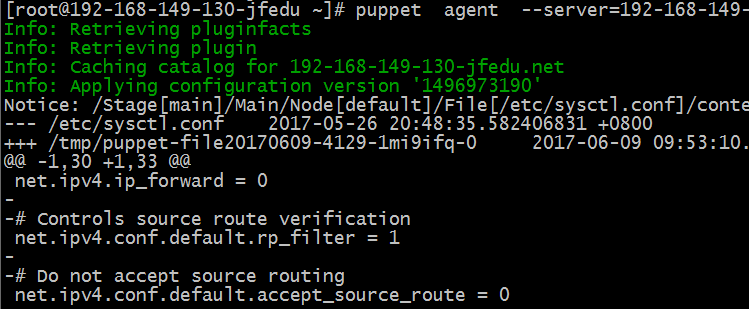 [root@192-168-149-130-jfedu ~]# puppet  agent  --server=192-168-149-
Info: Retrieving pluginfacts
Info: Retrieving plugin
Info: Caching catalog for 192-168-149-130-jfedu.net
Info: Applying configuration version '1496973190'
Notice: /Stage[main]/Main/Node[default]/File[/etc/sysctl.conf]/conte
--- /etc/sysctl.conf    2017-05-26 20:48:35.582406831 +0800
+++ /tmp/puppet-file20170609-4129-1mi9ifq-0     2017-06-09 09:53:10.
@@ -1,30 +1,33 @@
 net.ipv4.ip_forward = 0
-
-# Controls source route verification
 net.ipv4.conf.default.rp_filter = 1
-
-# Do not accept source routing
 net.ipv4.conf.default.accept_source_route = 0